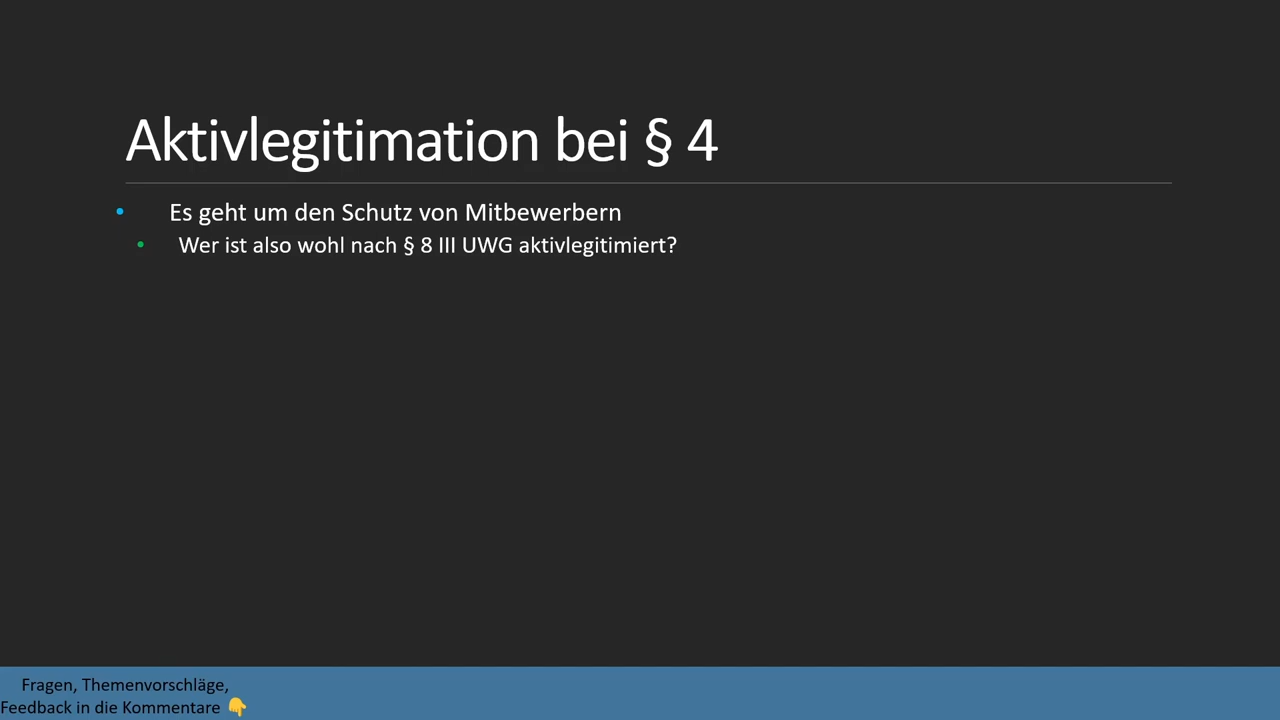 Aktivlegitimation bei § 4
• Es geht um den Schutz von Mitbewerbern
• Wer ist also wohl nach § 8 III UWG aktivlegitimiert?
Fragen, Themenvorschläge,
Feedback in die Kommentare 👇